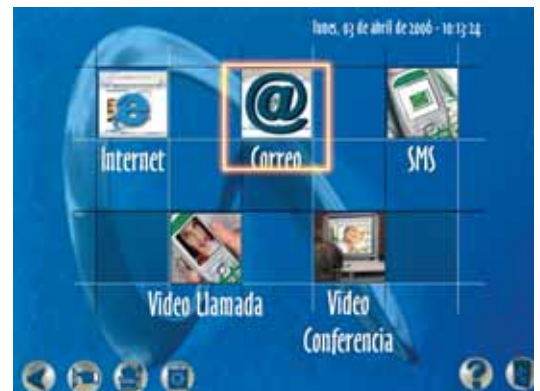 lunes, 03 de abril de 2006 - 10:13:24
@
Internet
Correo
SMS
Video Llamada
Video
Conferencia
?